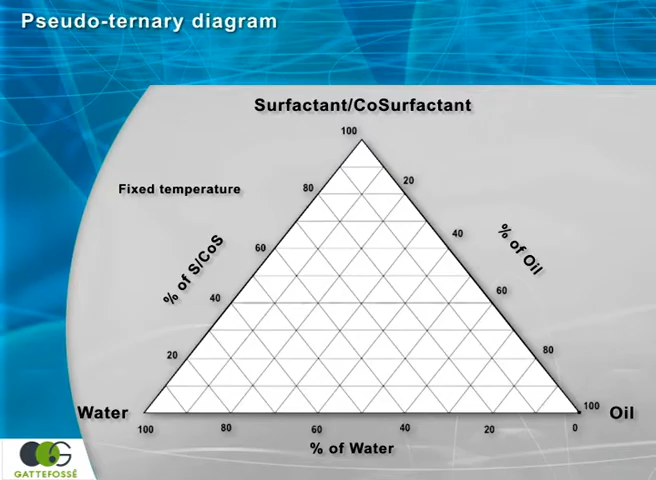 Pseudo-ternary diagram
Surfactant/CoSurfactant
100
Fixed temperature
80
20
% of S/CoS
60
40
% of Oil
40
60
20
80
Water
100
Oil
100
80
60
40
20
0
% of Water
GATTEFOSSÉ